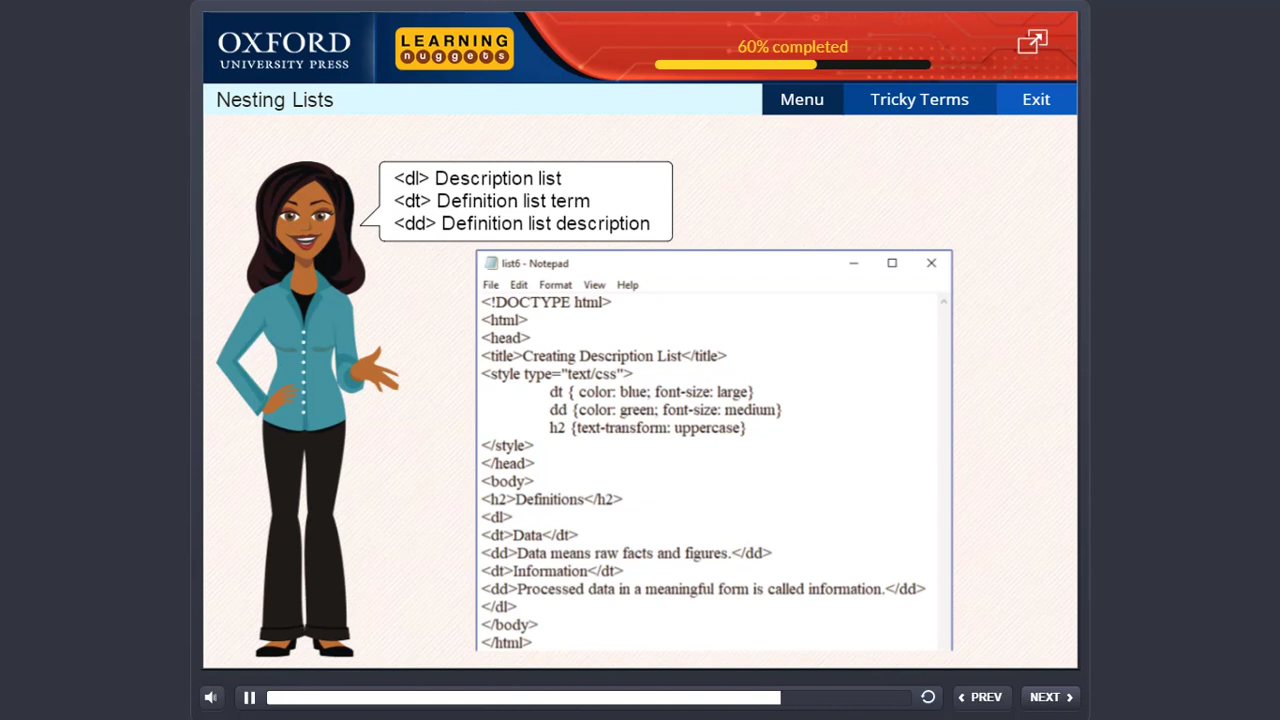 OXFORD
UNIVERSITY PRESS
LEARNING
nuggets
60% completed
Nesting Lists
Menu
Tricky Terms
Exit
<dl> Description list
<dt> Definition list term
<dd> Definition list description
list6 - Notepad
File Edit Format View Help
<!DOCTYPE html>
<html>
<head>
<title>Creating Description List</title>
<style type="text/css">
dt { color: blue; font-size: large}
dd {color: green; font-size: medium}
h2 {text-transform: uppercase}
</style>
</head>
<body>
<h2>Definitions</h2>
<dl>
<dt>Data</dt>
<dd>Data means raw facts and figures.</dd>
<dt>Information</dt>
<dd>Processed data in a meaningful form is called information.</dd>
</dl>
</body>
</html>
PREV
NEXT